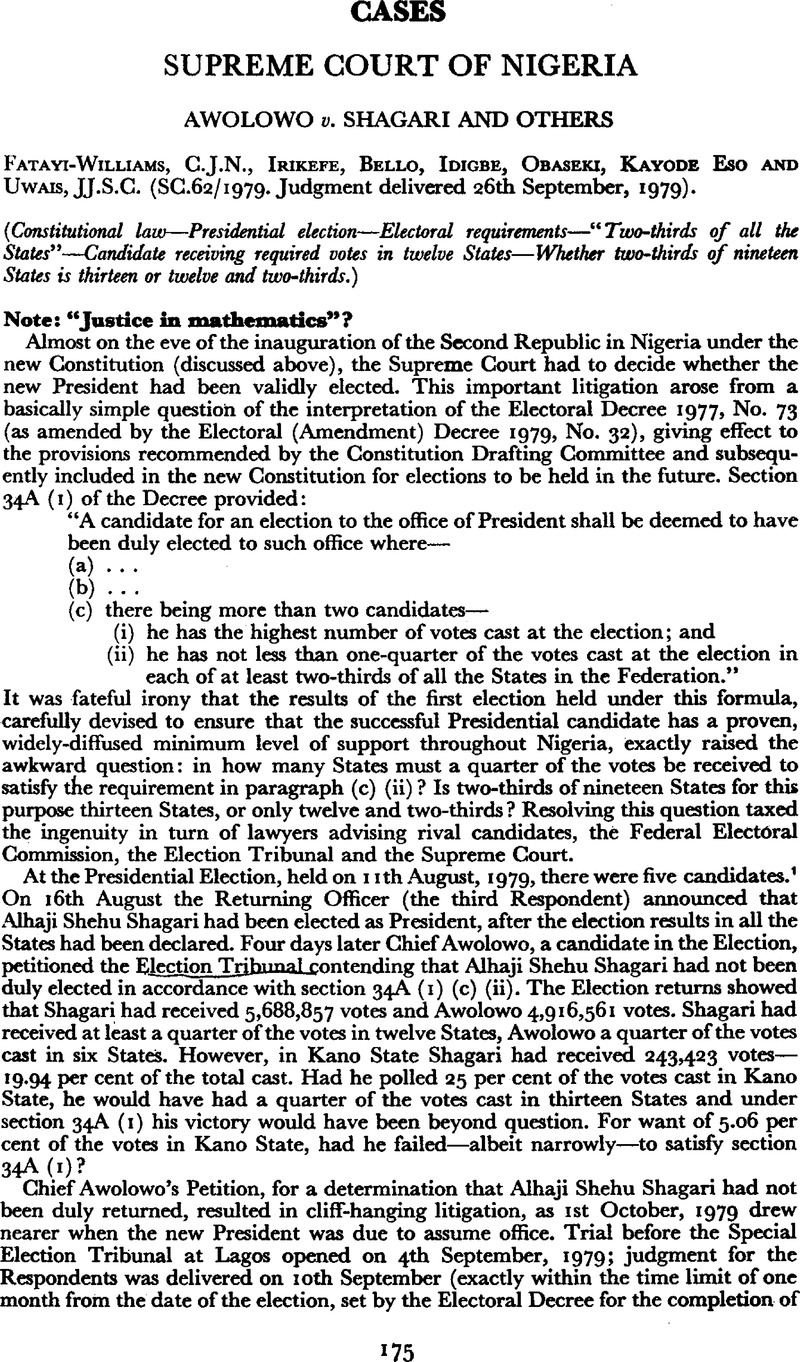 CASES
SUPREME COURT OF NIGERIA
AWOLOWO v. SHAGARI AND OTHERS
FATAYI-WILLIAMS, C.J.N., IRIKEFE, BELLO, IDIGBE, OBASEKI, KAYODE ESO AND
UWAIS, JJ.S.C. (SC.62/1979. Judgment delivered 26th September, 1979).
(Constitutional law—Presidential election—Electoral requirements—“Two-thirds of all the
States”—Candidate receiving required votes in twelve States—Whether two-thirds of nineteen
States is thirteen or twelve and two-thirds.)
Note: “Justice in mathematics”?
Almost on the eve of the inauguration of the Second Republic in Nigeria under the
new Constitution (discussed above), the Supreme Court had to decide whether the
new President had been validly elected. This important litigation arose from a
basically simple question of the interpretation of the Electoral Decree 1977, No. 73
(as amended by the Electoral (Amendment) Decree 1979, No. 32), giving effect to
the provisions recommended by the Constitution Drafting Committee and subsequ-
ently included in the new Constitution for elections to be held in the future. Section
34A (1) of the Decree provided:
“A candidate for an election to the office of President shall be deemed to have
been duly elected to such office where—
(a) . . .
(b) . . .
(c) there being more than two candidates—
(i) he has the highest number of votes cast at the election; and
(ii) he has not less than one-quarter of the votes cast at the election in
each of at least two-thirds of all the States in the Federation.”
It was fateful irony that the results of the first election held under this formula,
carefully devised to ensure that the successful Presidential candidate has a proven,
widely-diffused minimum level of support throughout Nigeria, exactly raised the
awkward question: in how many States must a quarter of the votes be received to
satisfy the requirement in paragraph (c) (ii)? Is two-thirds of nineteen States for this
purpose thirteen States, or only twelve and two-thirds? Resolving this question taxed
the ingenuity in turn of lawyers advising rival candidates, the Federal Electoral
Commission, the Election Tribunal and the Supreme Court.
At the Presidential Election, held on 11th August, 1979, there were five candidates.¹
On 16th August the Returning Officer (the third Respondent) announced that
Alhaji Shehu Shagari had been elected as President, after the election results in all the
States had been declared. Four days later Chief Awolowo, a candidate in the Election,
petitioned the Election Tribunal contending that Alhaji Shehu Shagari had not been
duly elected in accordance with section 34A (1) (c) (ii). The Election returns showed
that Shagari had received 5,688,857 votes and Awolowo 4,916,561 votes. Shagari had
received at least a quarter of the votes in twelve States, Awolowo a quarter of the votes
cast in six States. However, in Kano State Shagari had received 243,423 votes—
19.94 per cent of the total cast. Had he polled 25 per cent of the votes cast in Kano
State, he would have had a quarter of the votes cast in thirteen States and under
section 34A (1) his victory would have been beyond question. For want of 5.06 per
cent of the votes in Kano State, had he failed—albeit narrowly—to satisfy section
34A (1)?
Chief Awolowo’s Petition, for a determination that Alhaji Shehu Shagari had not
been duly returned, resulted in cliff-hanging litigation, as 1st October, 1979 drew
nearer when the new President was due to assume office. Trial before the Special
Election Tribunal at Lagos opened on 4th September, 1979; judgment for the
Respondents was delivered on 10th September (exactly within the time limit of one
month from the date of the election, set by the Electoral Decree for the completion of
175